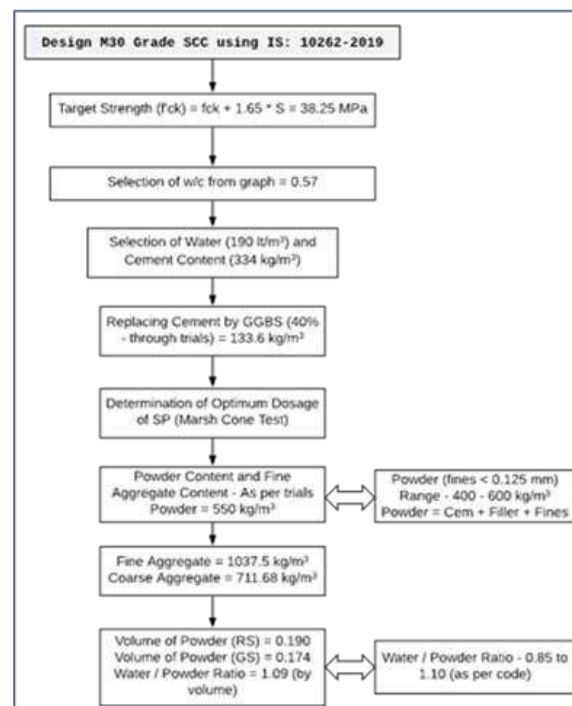 Design M30 Grade SCC using IS: 10262-2019
Target Strength (f'ck) = fck + 1.65 * S = 38.25 MPa
Selection of w/c from graph = 0.57
Selection of Water (190 lt/m³) and
Cement Content (334 kg/m³)
Replacing Cement by GGBS (40%
- through trials) = 133.6 kg/m³
Determination of Optimum Dosage
of SP (Marsh Cone Test)
Powder Content and Fine
Aggregate Content - As per trials
Powder = 550 kg/m³
Powder (fines < 0.125 mm)
Range - 400 - 600 kg/m³
Powder = Cem + Filler + Fines
Fine Aggregate = 1037.5 kg/m³
Coarse Aggregate = 711.68 kg/m³
Volume of Powder (RS) = 0.190
Volume of Powder (GS) = 0.174
Water / Powder Ratio = 1.09 (by
volume)
Water / Powder Ratio - 0.85 to
1.10 (as per code)